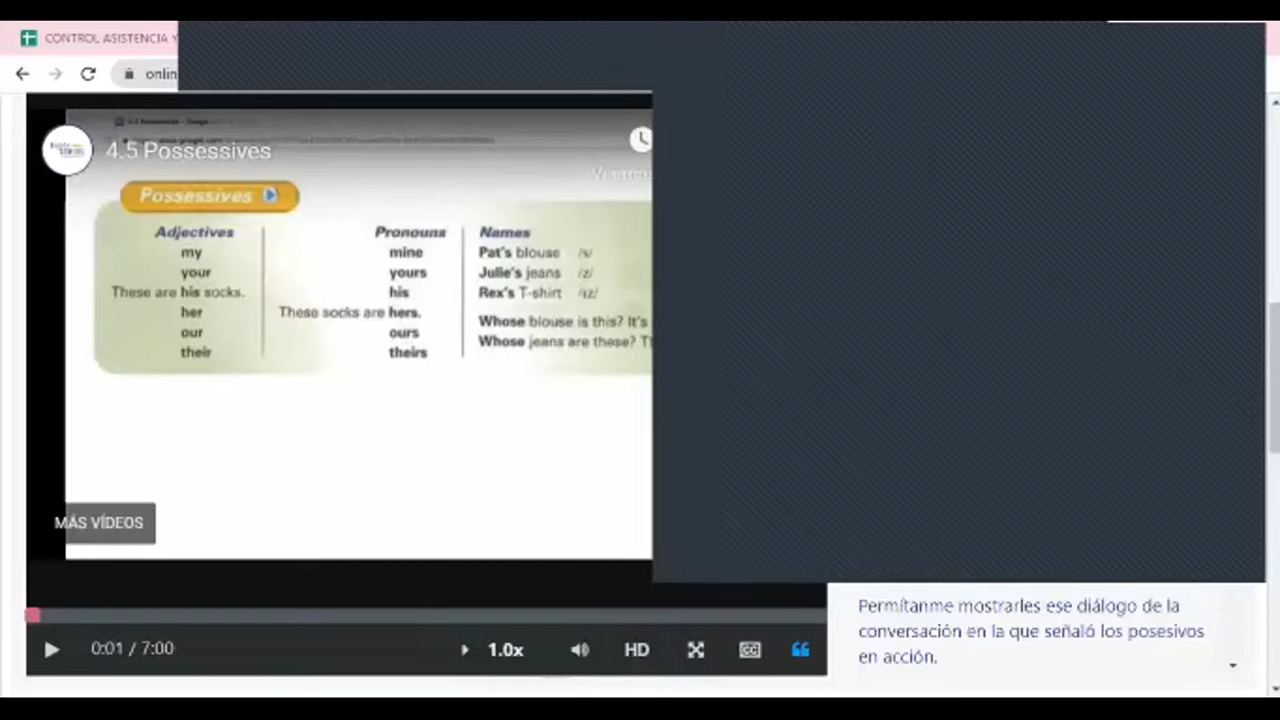 CONTROL ASISTENCIA Y
onlin
4.5 Possessives
Possessives
Adjectives
my
your
These are his socks.
her
our
their
Pronouns
mine
yours
his
These socks are hers.
ours
theirs
Names
Pat's blouse /s/
Julie's jeans /z/
Rex's T-shirt /ɪz/
Whose blouse is this? It's
Whose jeans are these? Th
MÁS VÍDEOS
0:01 / 7:00
1.0x
HD
CC
Permítanme mostrarles ese diálogo de la
conversación en la que señaló los posesivos
en acción.